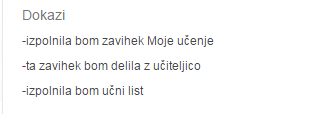 Dokazi
-izpolnila bom zavihek Moje učenje
-ta zavihek bom delila z učiteljico
-izpolnila bom učni list